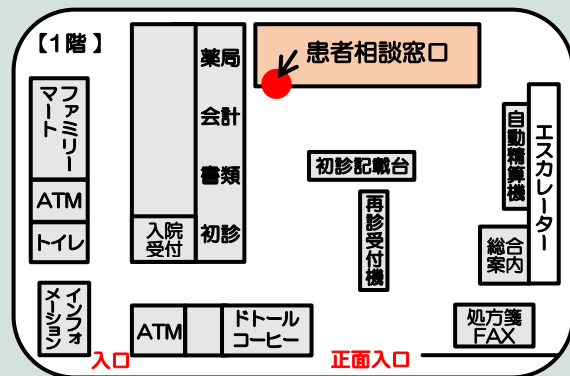 【1階】
薬局
患者相談窓口
ファミリー
マート
会計
自動精算機
エスカレーター
書類
初診記載台
ATM
再診受付機
トイレ
入院
受付
初診
総合
案内
インフォ
メーション
ATM
ドトール
コーヒー
処方箋
FAX
入口
正面入口